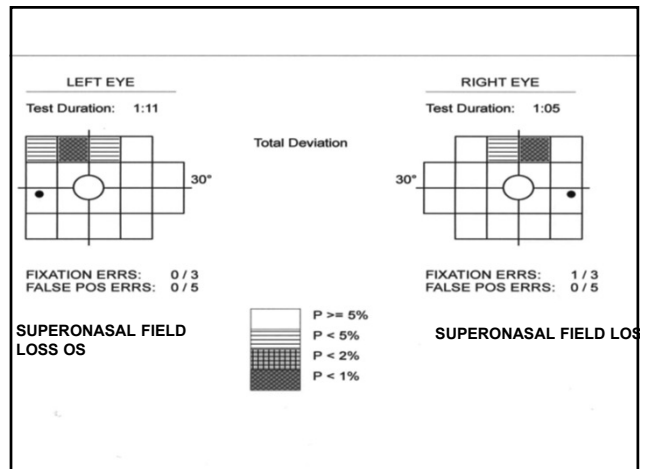 LEFT EYE
Test Duration: 1:11
30°
FIXATION ERRS: 0 / 3
FALSE POS ERRS: 0 / 5
SUPERONASAL FIELD
LOSS OS
Total Deviation
P >= 5%
P < 5%
P < 2%
P < 1%
RIGHT EYE
Test Duration: 1:05
30°
FIXATION ERRS: 1 / 3
FALSE POS ERRS: 0 / 5
SUPERONASAL FIELD LOS